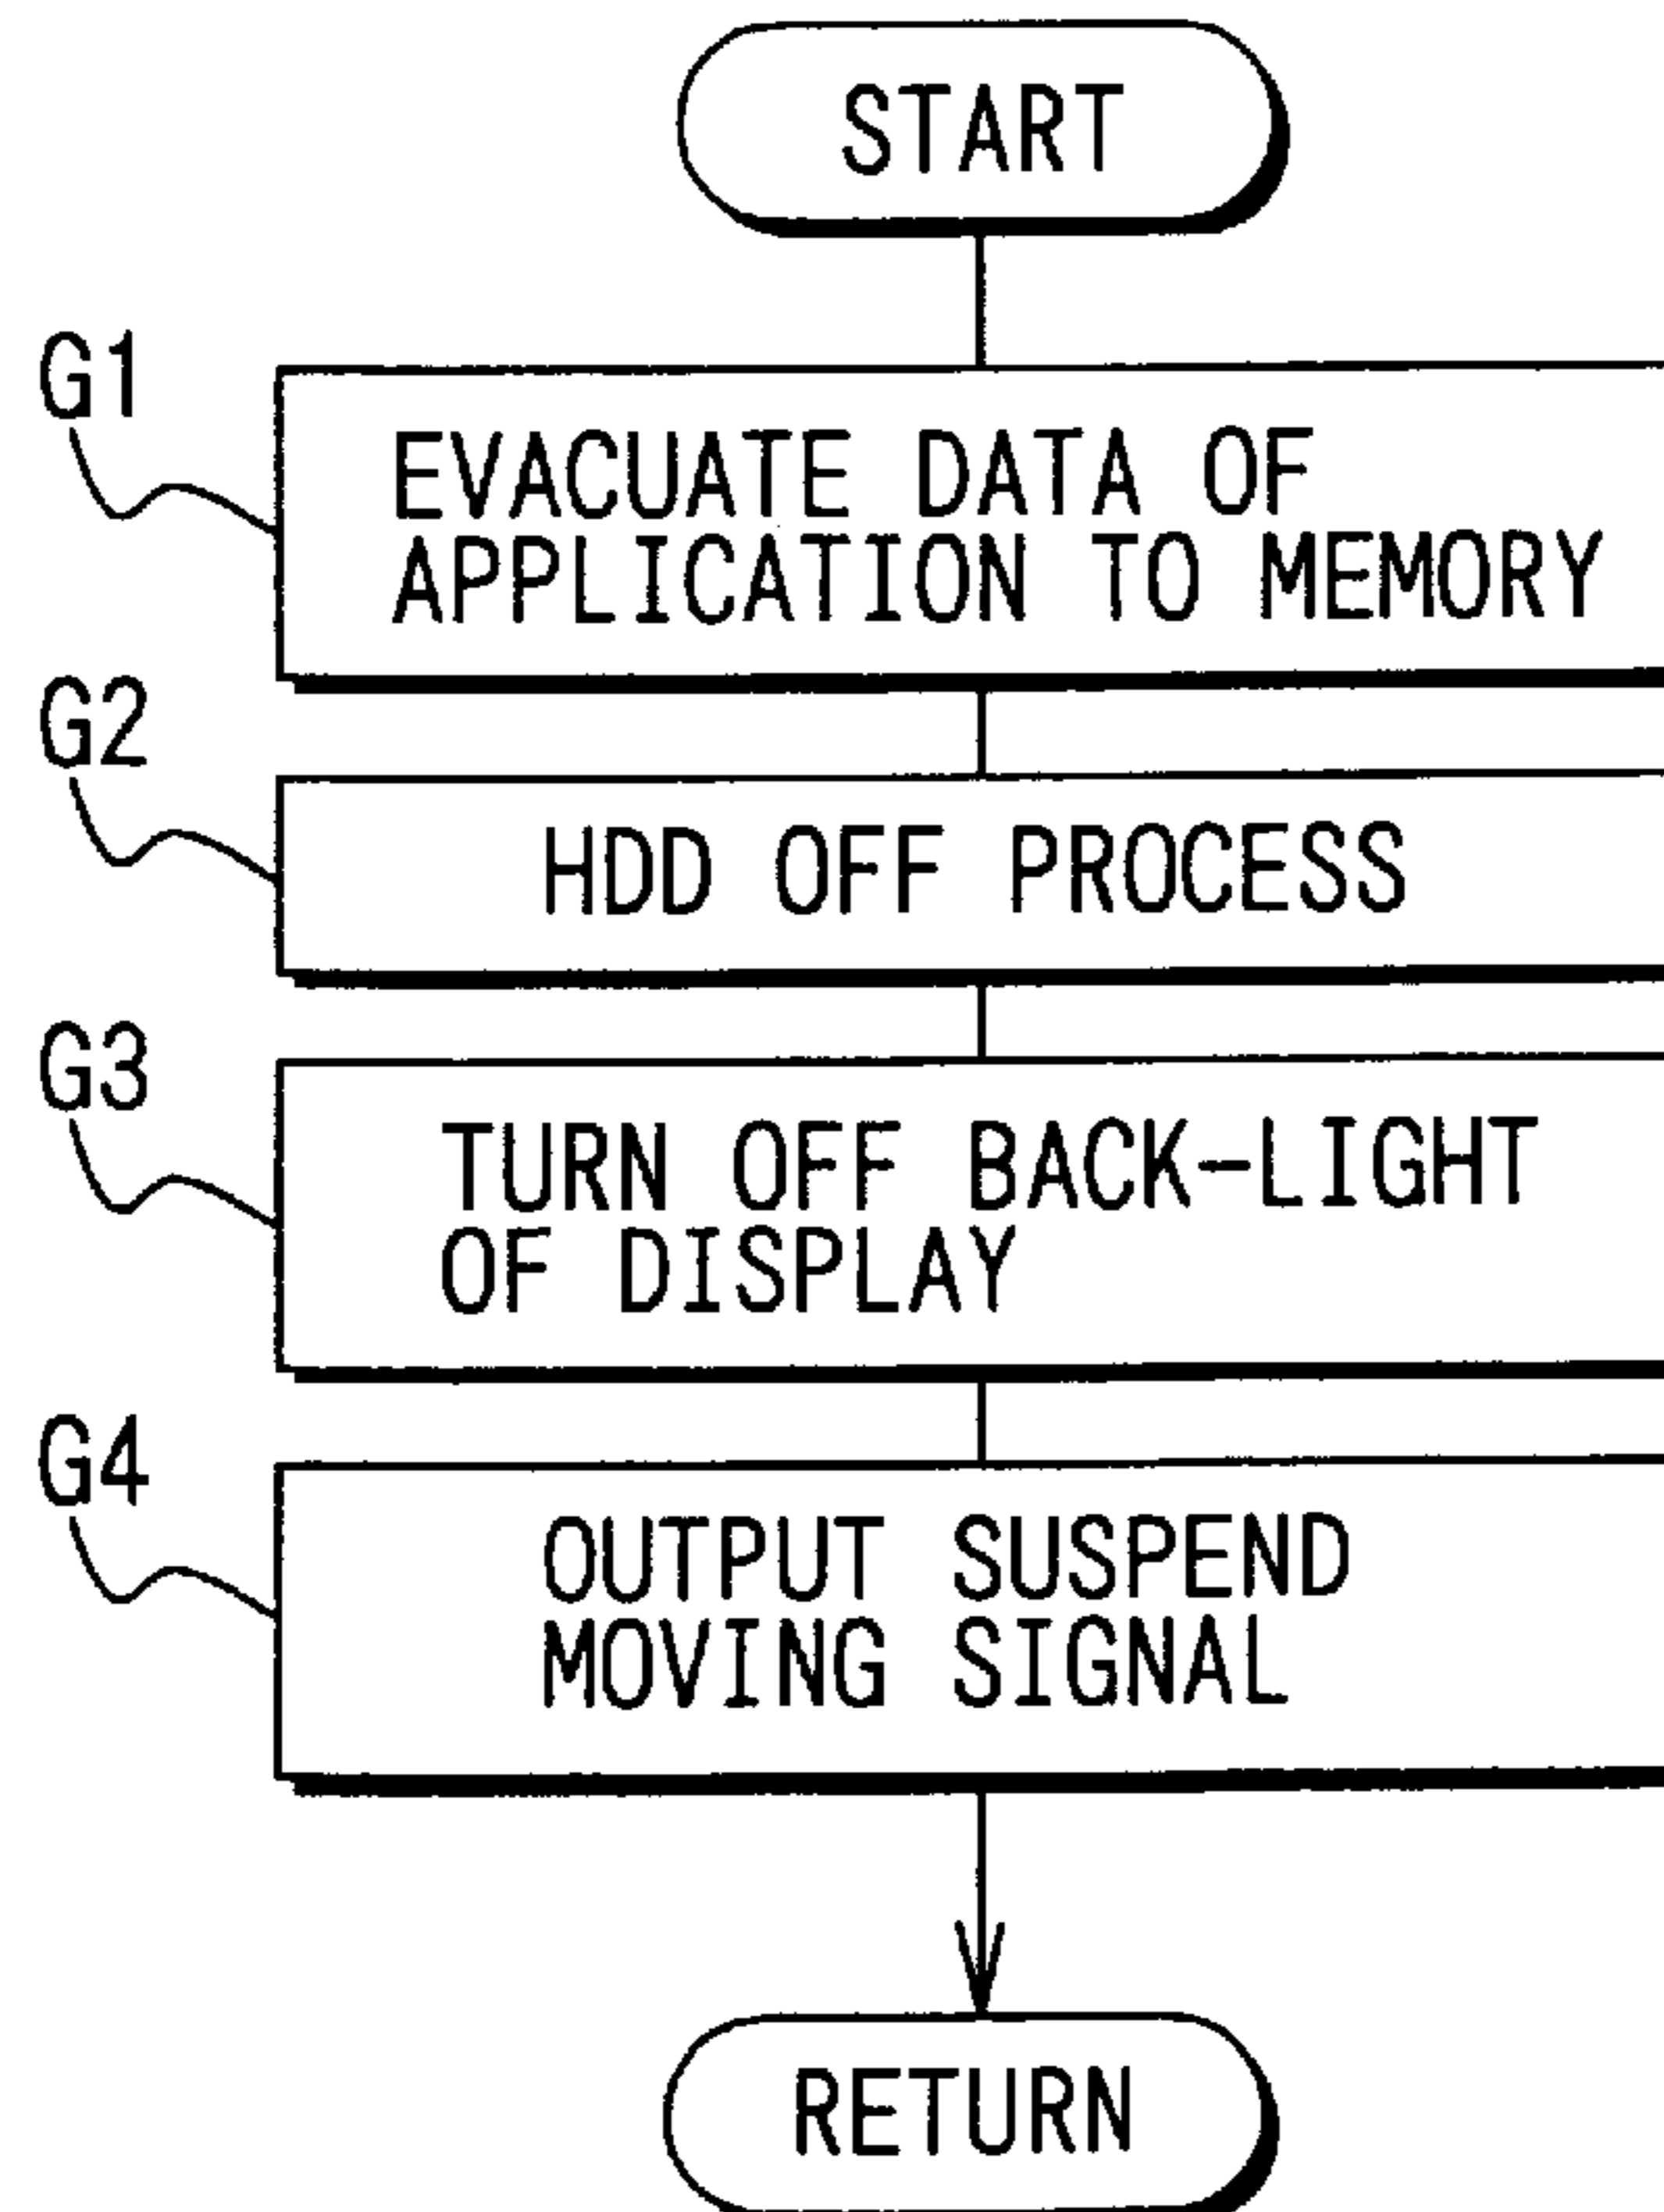 START
G1
EVACUATE DATA OF
APPLICATION TO MEMORY
G2
HDD OFF PROCESS
G3
TURN OFF BACK-LIGHT
OF DISPLAY
G4
OUTPUT SUSPEND
MOVING SIGNAL
RETURN